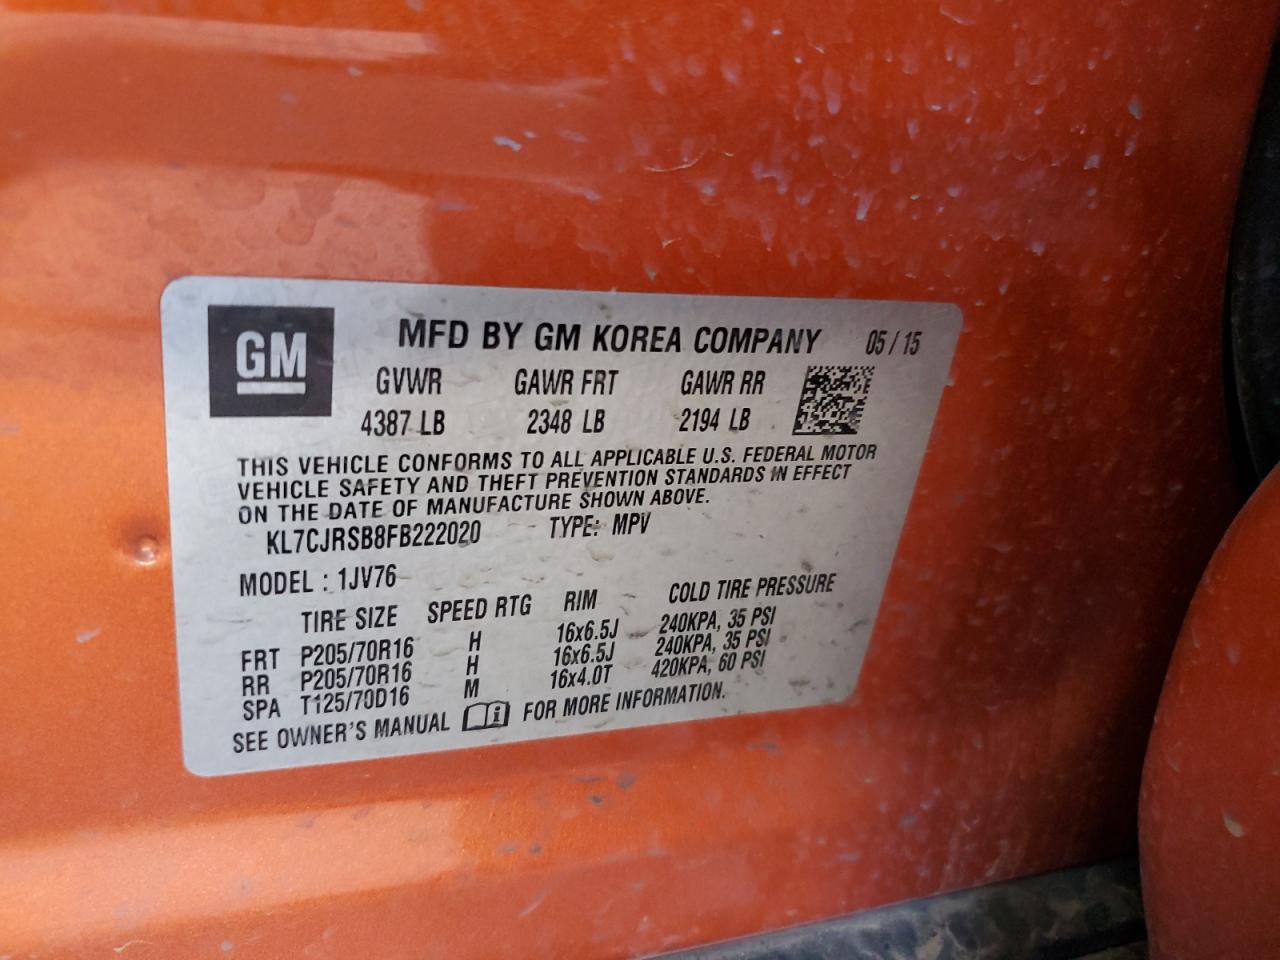 GM
MFD BY GM KOREA COMPANY 05/15
GVWR GAWR FRT GAWR RR
4387 LB 2348 LB 2194 LB
THIS VEHICLE CONFORMS TO ALL APPLICABLE U.S. FEDERAL MOTOR
VEHICLE SAFETY AND THEFT PREVENTION STANDARDS IN EFFECT
ON THE DATE OF MANUFACTURE SHOWN ABOVE.
KL7CJRSB8FB222020 TYPE: MPV
MODEL : 1JV76
TIRE SIZE SPEED RTG RIM COLD TIRE PRESSURE
FRT P205/70R16 H 16x6.5J 240KPA, 35 PSI
RR P205/70R16 H 16x6.5J 240KPA, 35 PSI
SPA T125/70D16 M 16x4.0T 420KPA, 60 PSI
SEE OWNER'S MANUAL i FOR MORE INFORMATION.